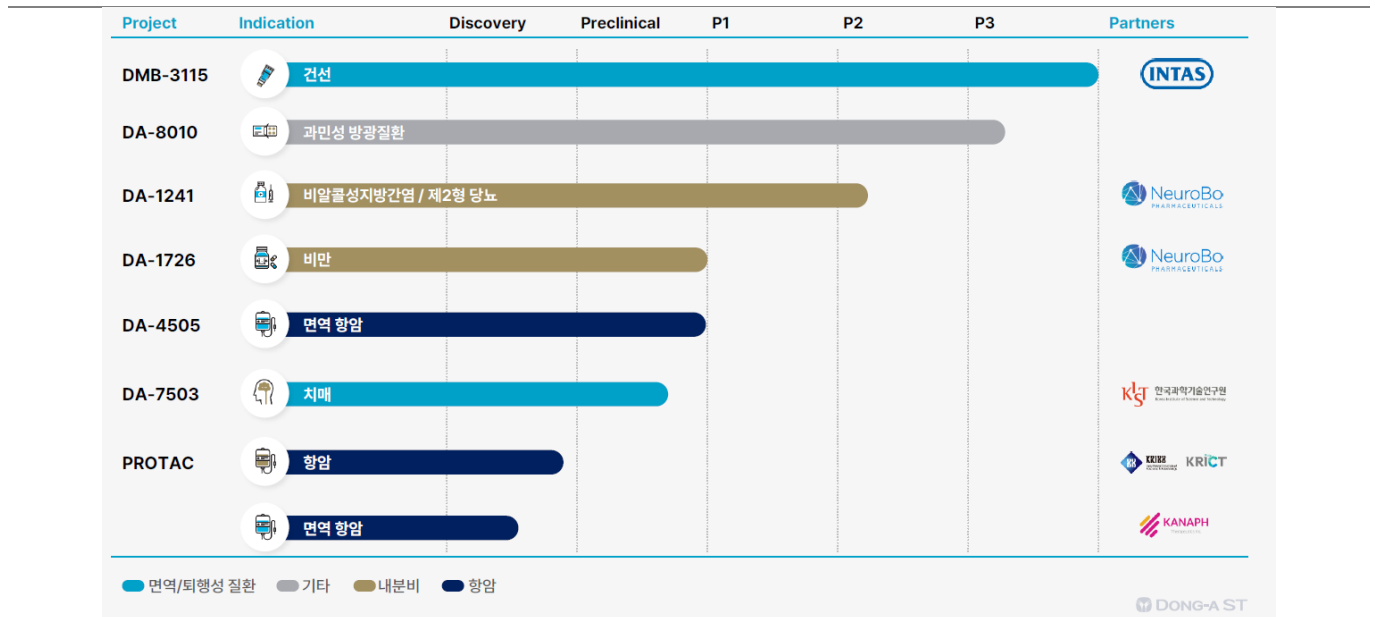 Project Indication Discovery Preclinical P1 P2 P3 Partners
DMB-3115 건선 INTAS
DA-8010 과민성 방광질환
DA-1241 비알콜성지방간염 / 제2형 당뇨 NeuroBo
PHARMACEUTICALS
DA-1726 비만 NeuroBo
PHARMACEUTICALS
DA-4505 면역 항암
DA-7503 치매 KIST 한국과학기술연구원
PROTAC 항암 KRIBB KRICT
면역 항암 KANAPH
면역/퇴행성 질환 기타 내분비 항암
DONG-A ST